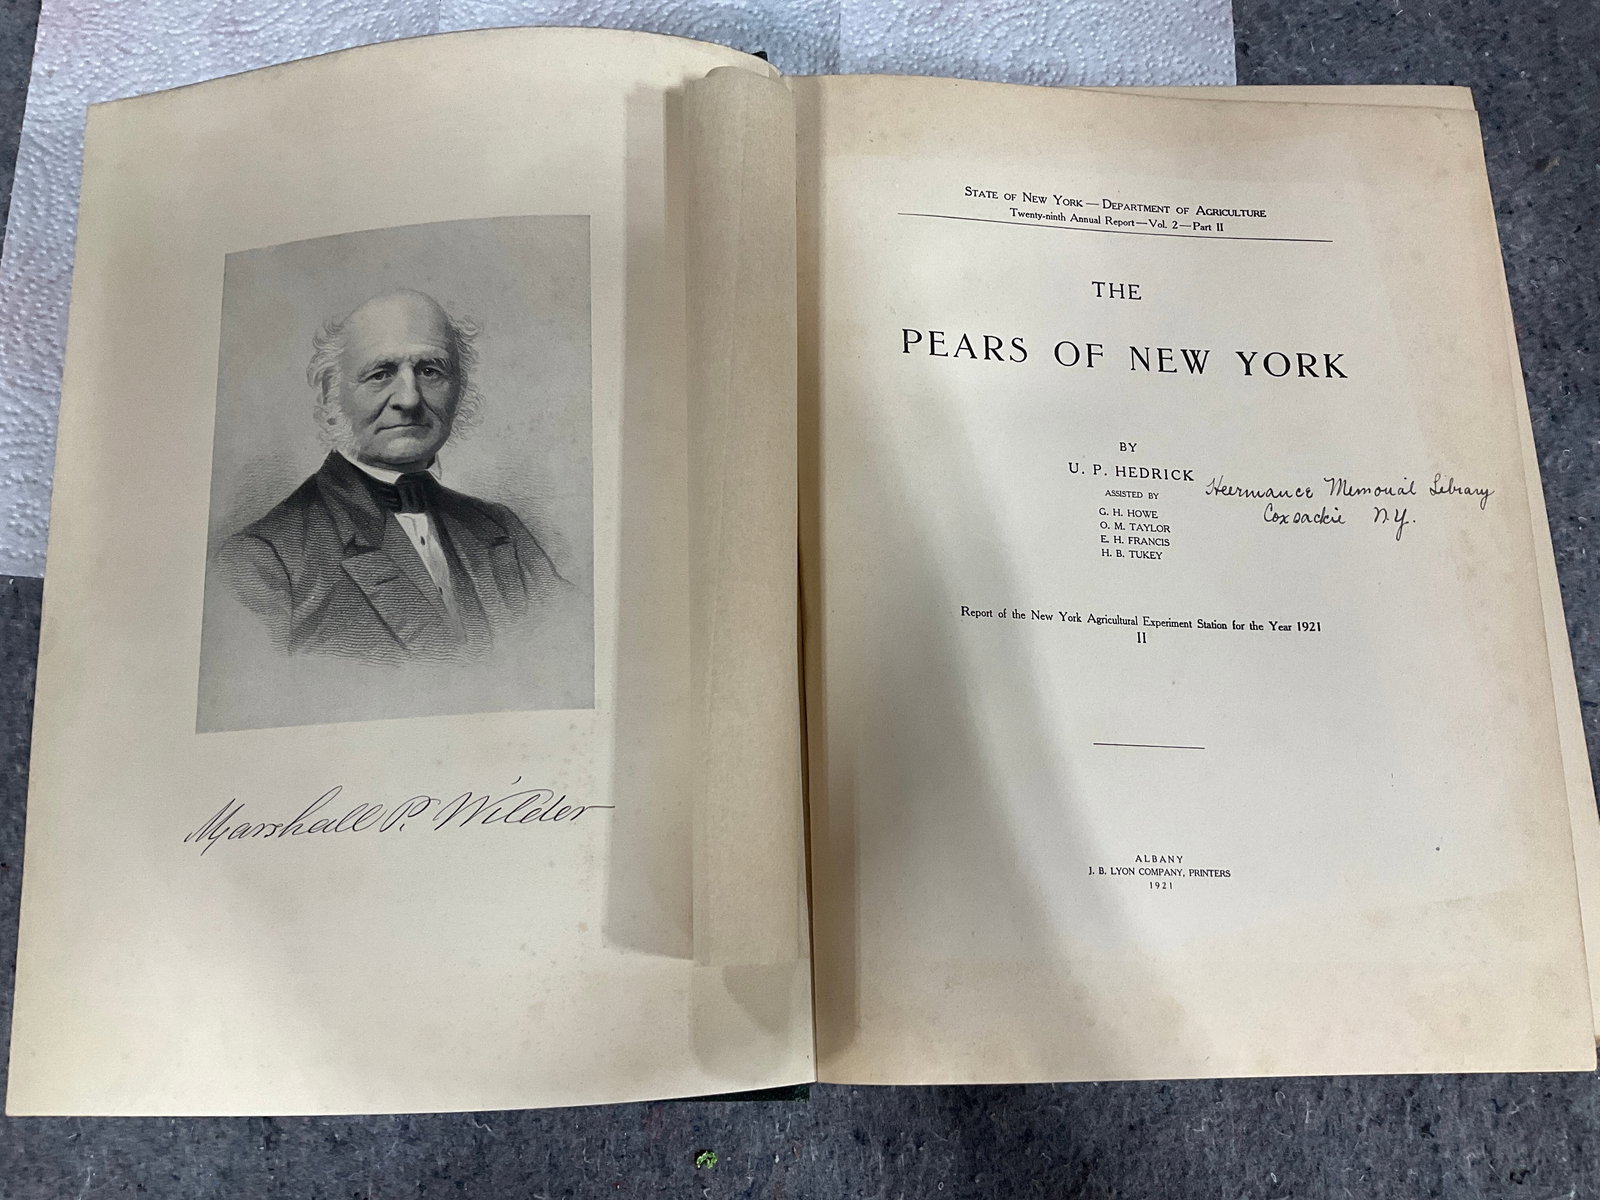 Marshall P. Wilder
STATE OF NEW YORK — DEPARTMENT OF AGRICULTURE
Twenty-ninth Annual Report — Vol. 2 — Part II
THE
PEARS OF NEW YORK
BY
U. P. HEDRICK
ASSISTED BY
G. H. HOWE
O. M. TAYLOR
E. H. FRANCIS
H. B. TUKEY
Heermance Memorial Library
Coxsackie N.Y.
Report of the New York Agricultural Experiment Station for the Year 1921
II
ALBANY
J. B. LYON COMPANY, PRINTERS
1921